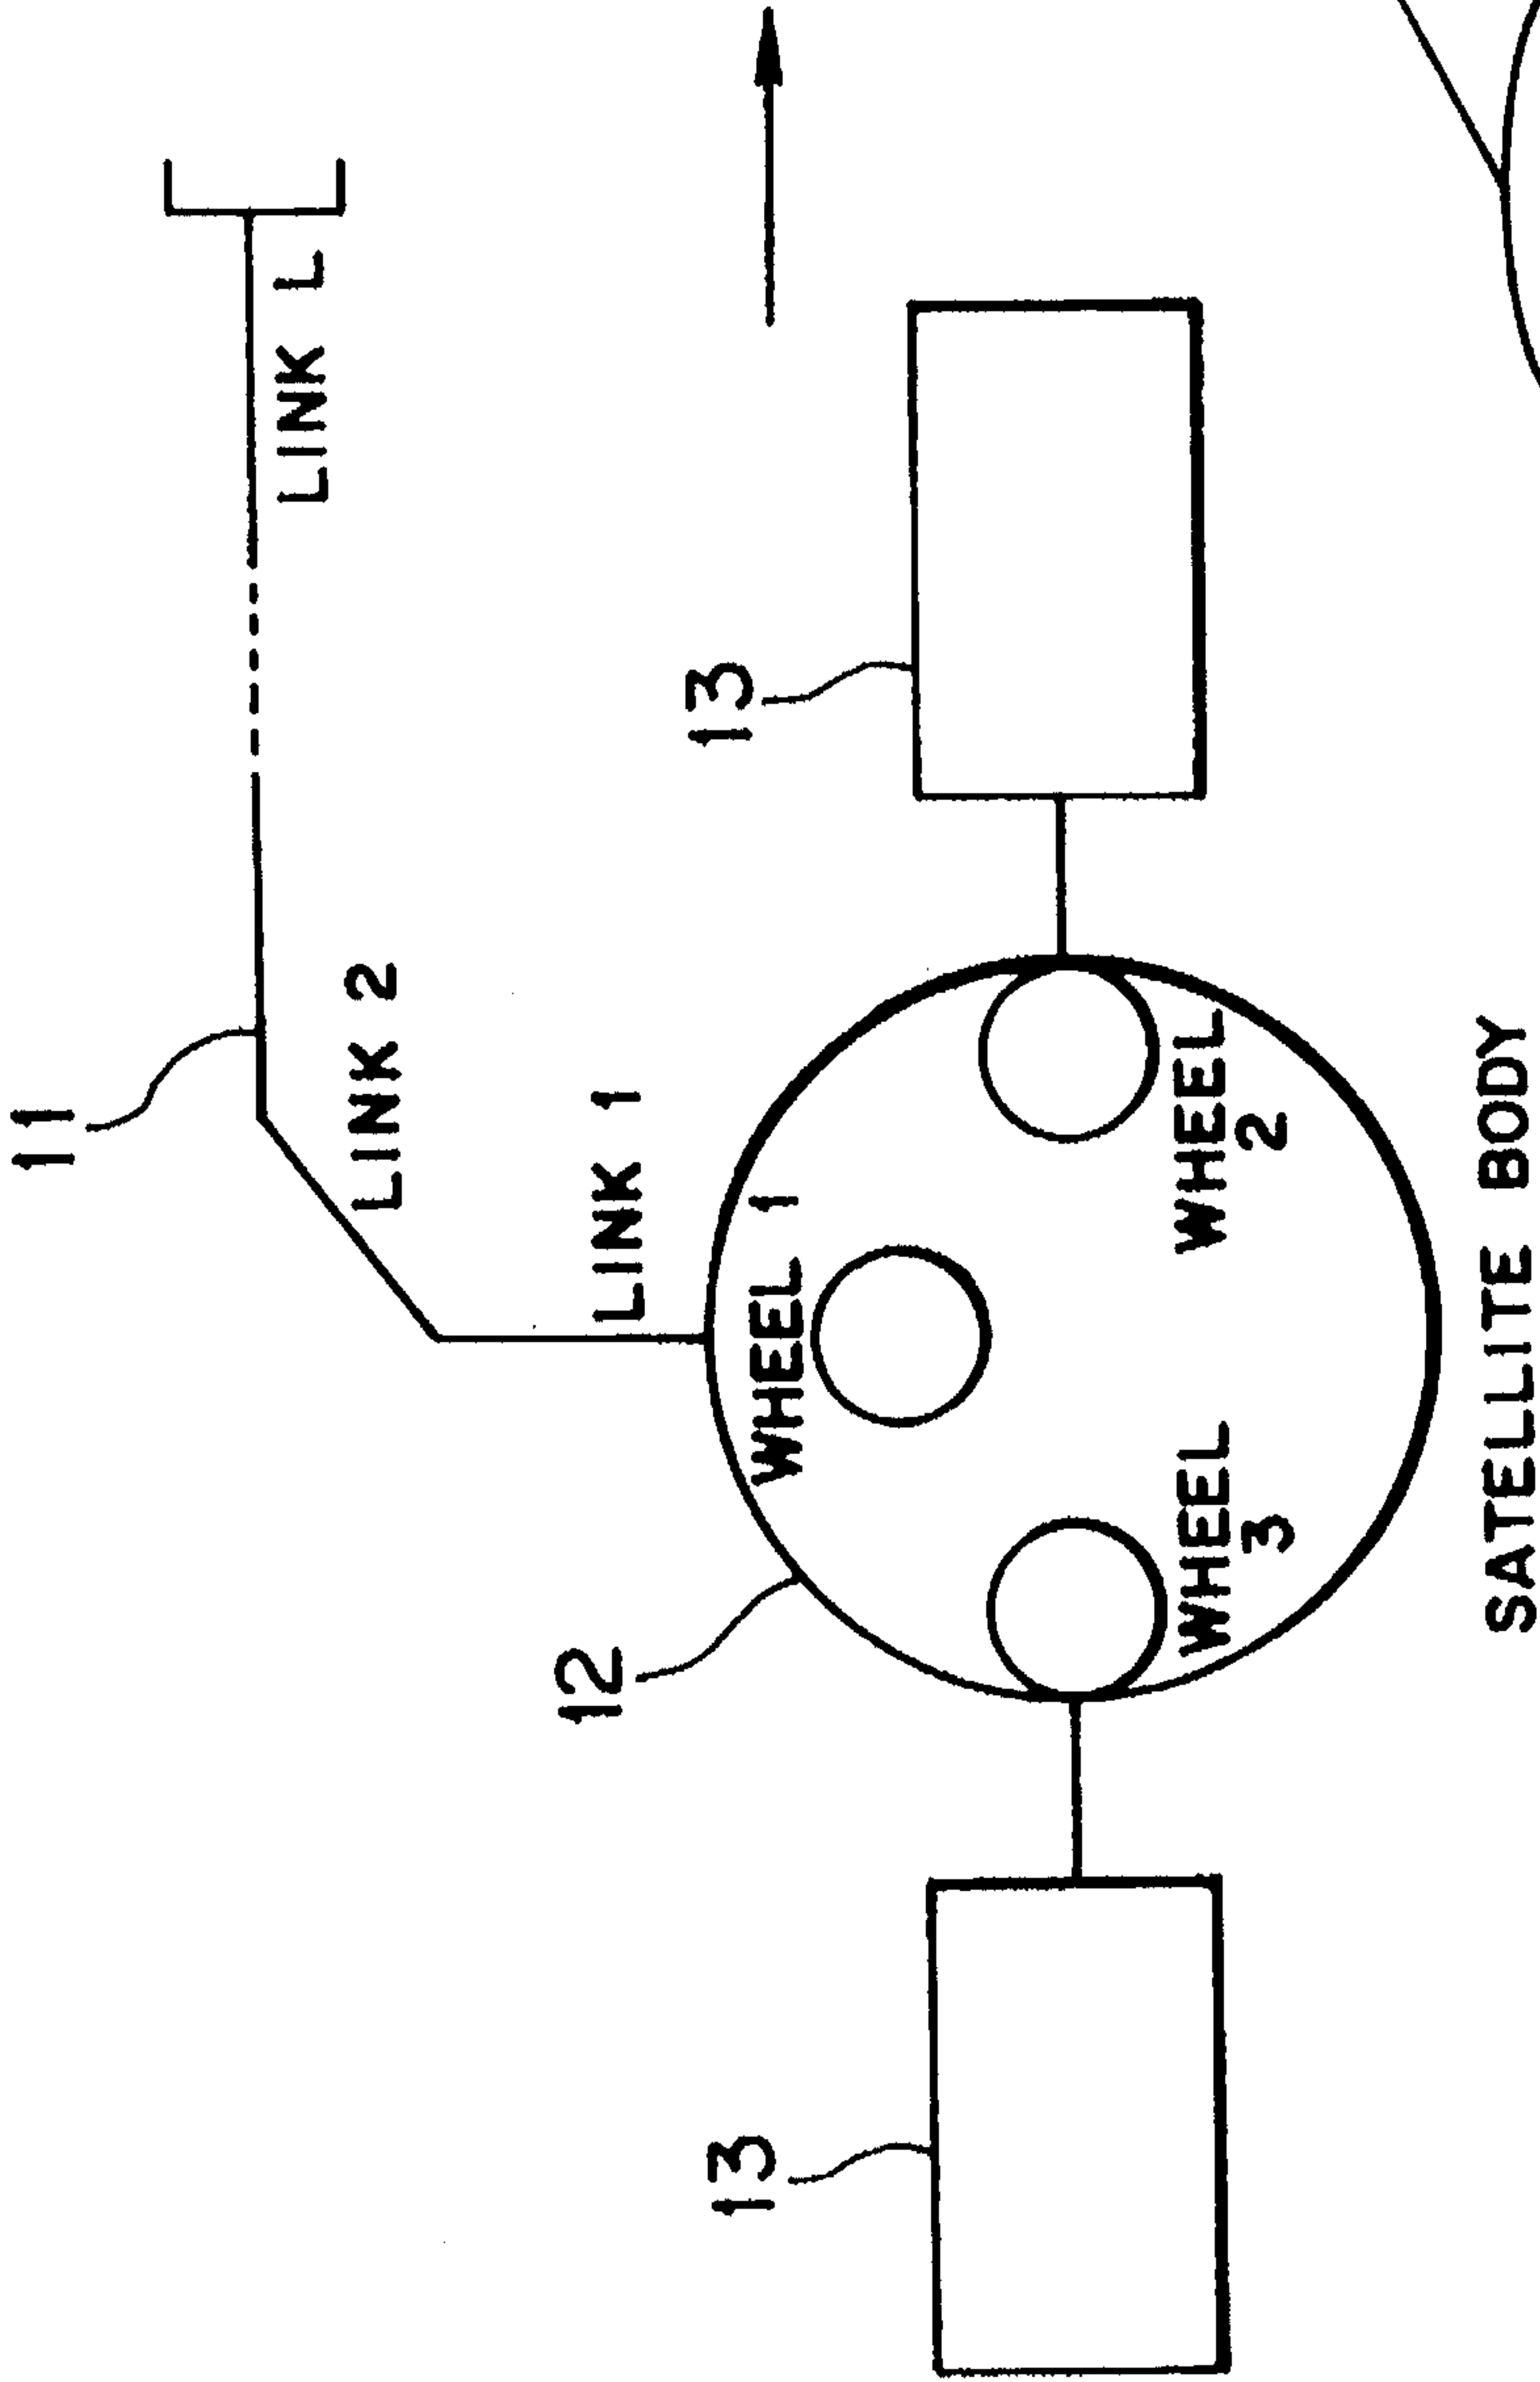 11
LINK 2
LINK L
LINK 1
12
13
13
WHEEL 1
WHEEL
2
WHEEL
3
SATELLITE BODY